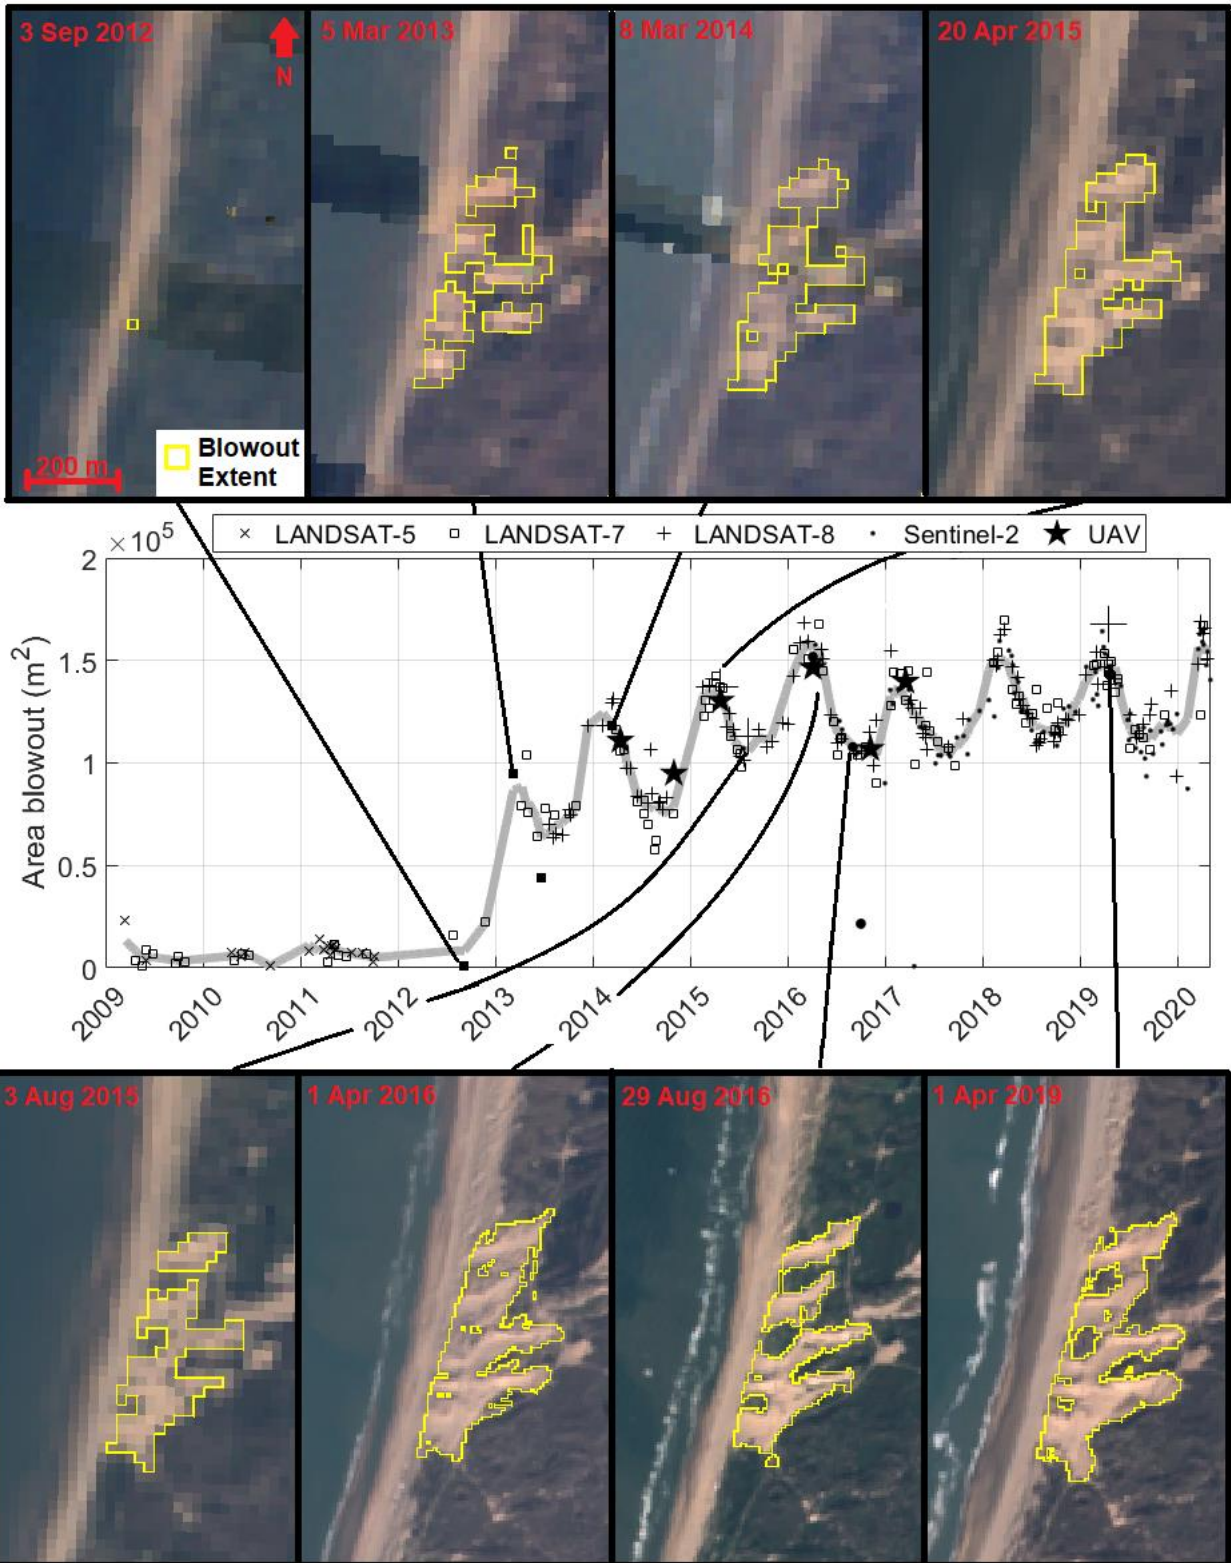 3 Sep 2012
5 Mar 2013
8 Mar 2014
20 Apr 2015
N
200 m
Blowout
Extent
LANDSAT-5
LANDSAT-7
LANDSAT-8
Sentinel-2
UAV
×10⁵
Area blowout (m²)
2
1.5
1
0.5
0
2009
2010
2011
2012
2013
2014
2015
2016
2017
2018
2019
2020
3 Aug 2015
1 Apr 2016
29 Aug 2016
1 Apr 2019